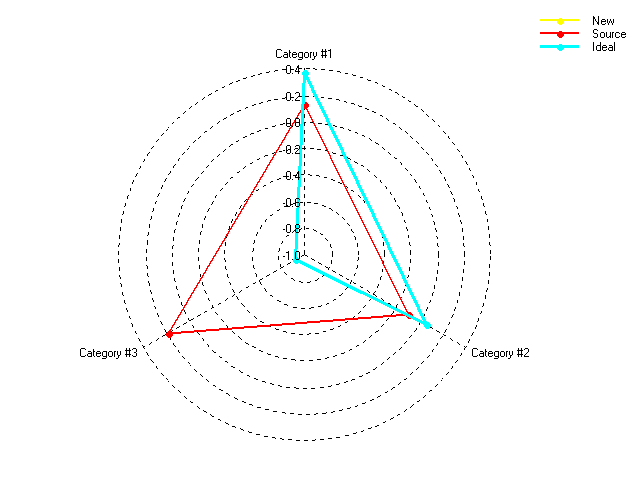 New
Source
Ideal
Category #1
0.4
0.2
0.0
-0.2
-0.4
-0.6
-0.8
-1.0
Category #3
Category #2